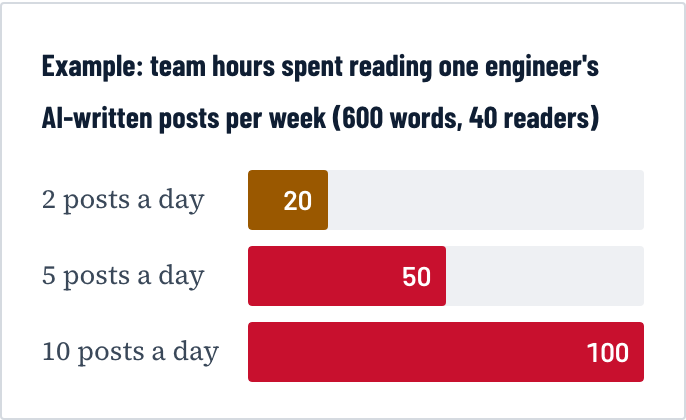 Example: team hours spent reading one engineer's
AI-written posts per week (600 words, 40 readers)
2 posts a day 20
5 posts a day 50
10 posts a day 100